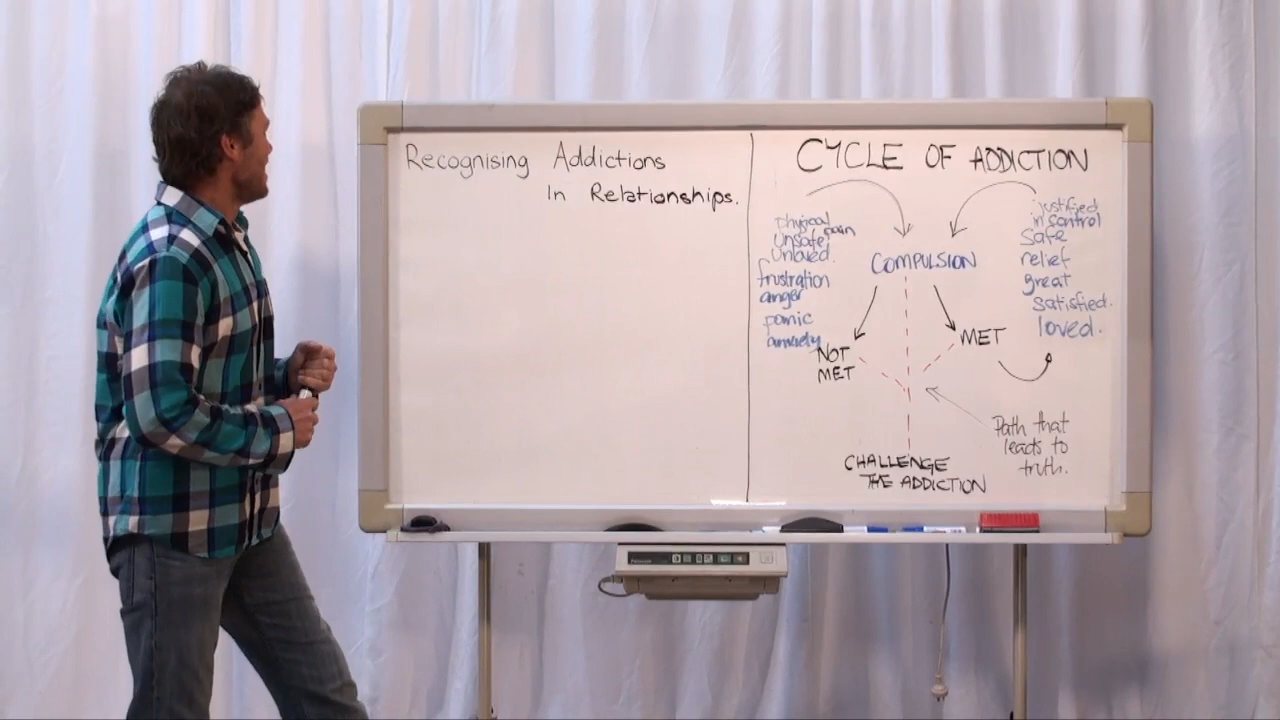 Recognising Addictions
In Relationships.
CYCLE OF ADDICTION
physical
pain
Unsafe
Unloved.
frustration
anger
panic
anxiety
COMPULSION
justified
in control
Safe
relief
great
satisfied.
loved.
NOT
MET
MET
Path that
leads to
truth.
CHALLENGE
THE ADDICTION
Panasonic